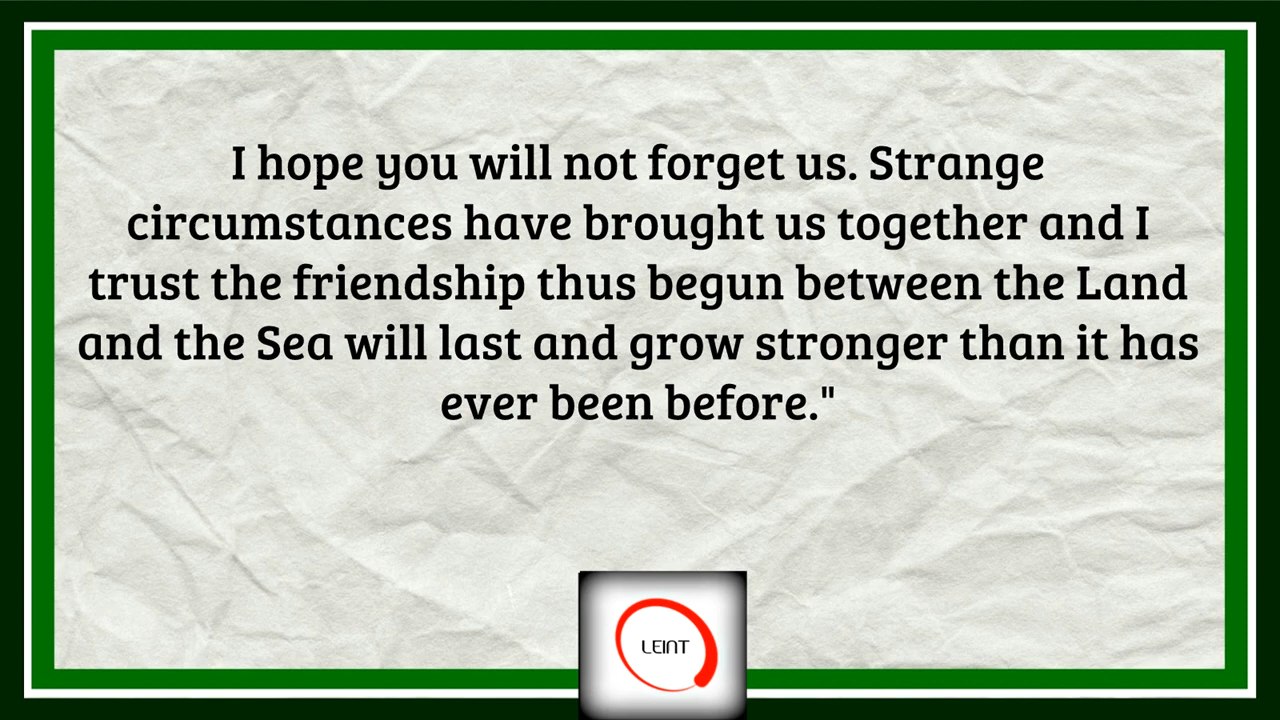 I hope you will not forget us. Strange
circumstances have brought us together and I
trust the friendship thus begun between the Land
and the Sea will last and grow stronger than it has
ever been before."
LEINT